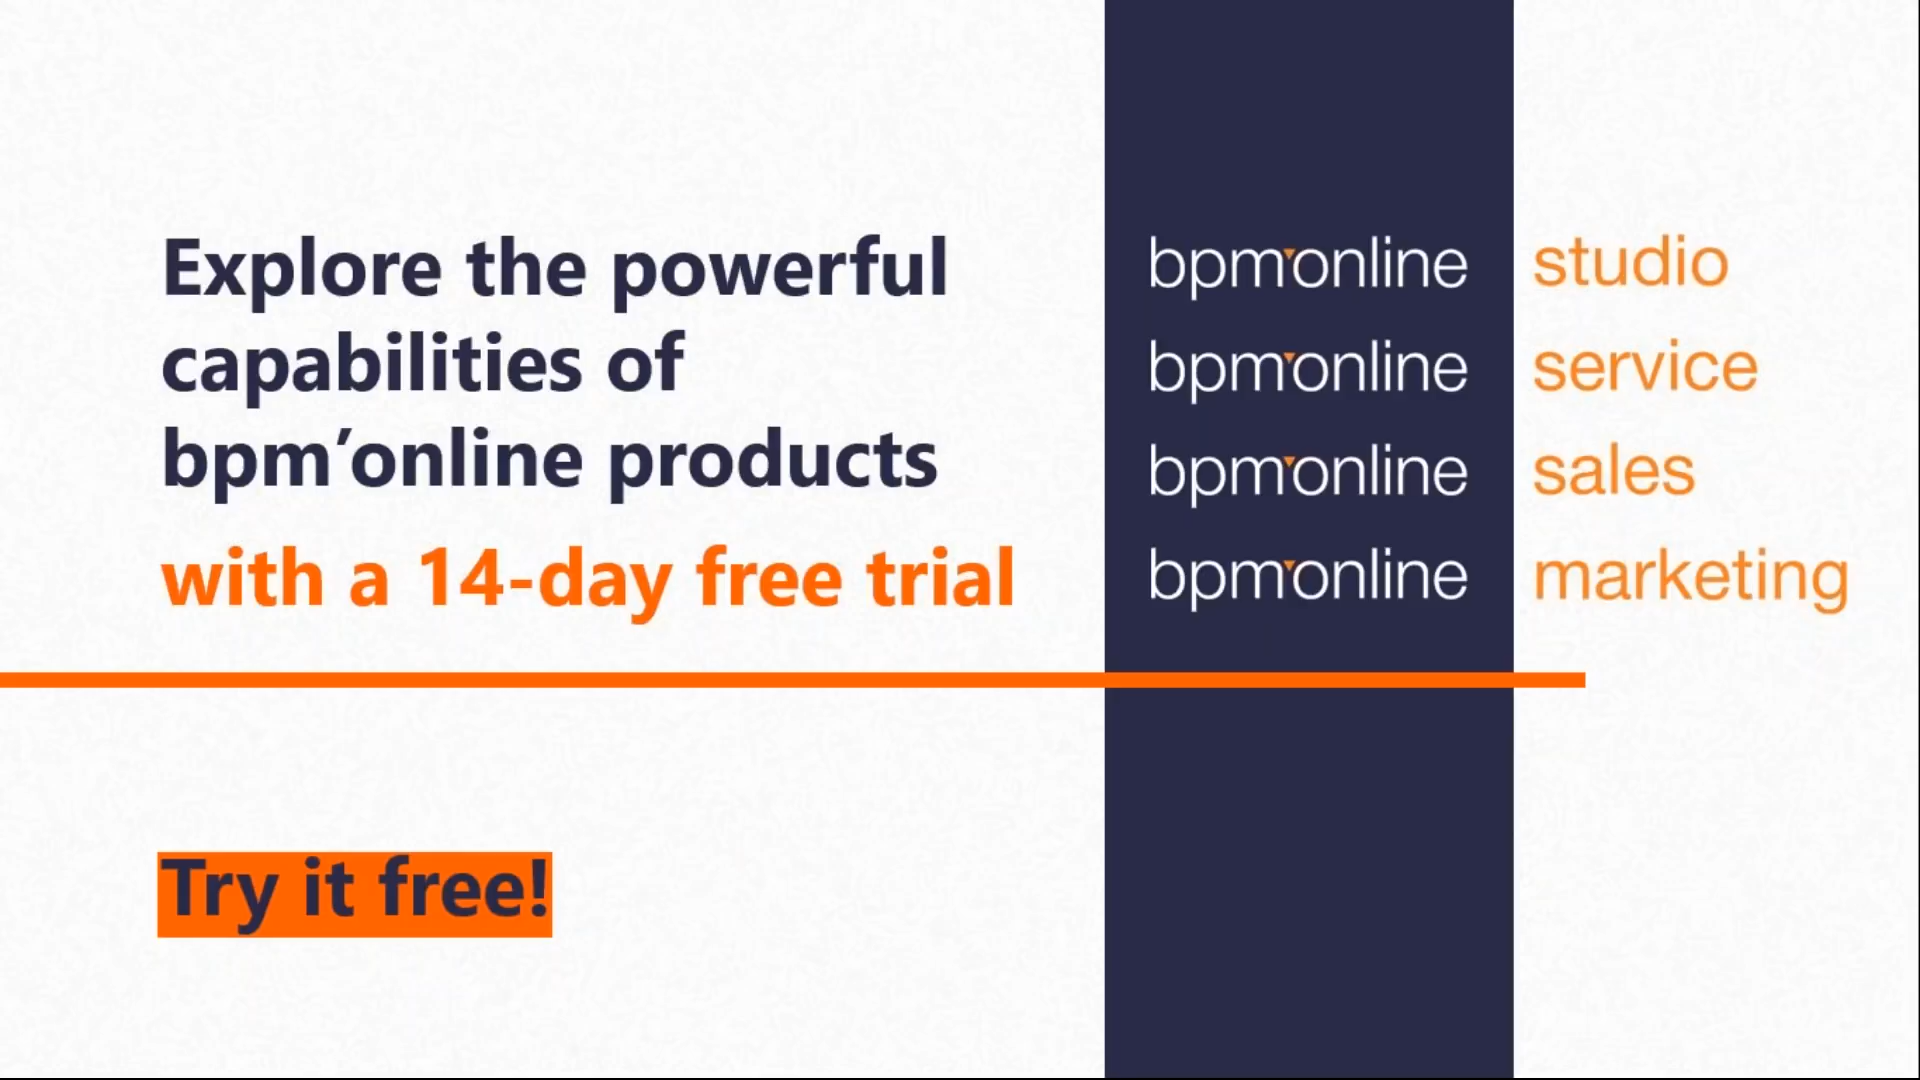 Explore the powerful
capabilities of
bpm’online products
with a 14-day free trial
Try it free!
bpm'online studio
bpm'online service
bpm'online sales
bpm'online marketing